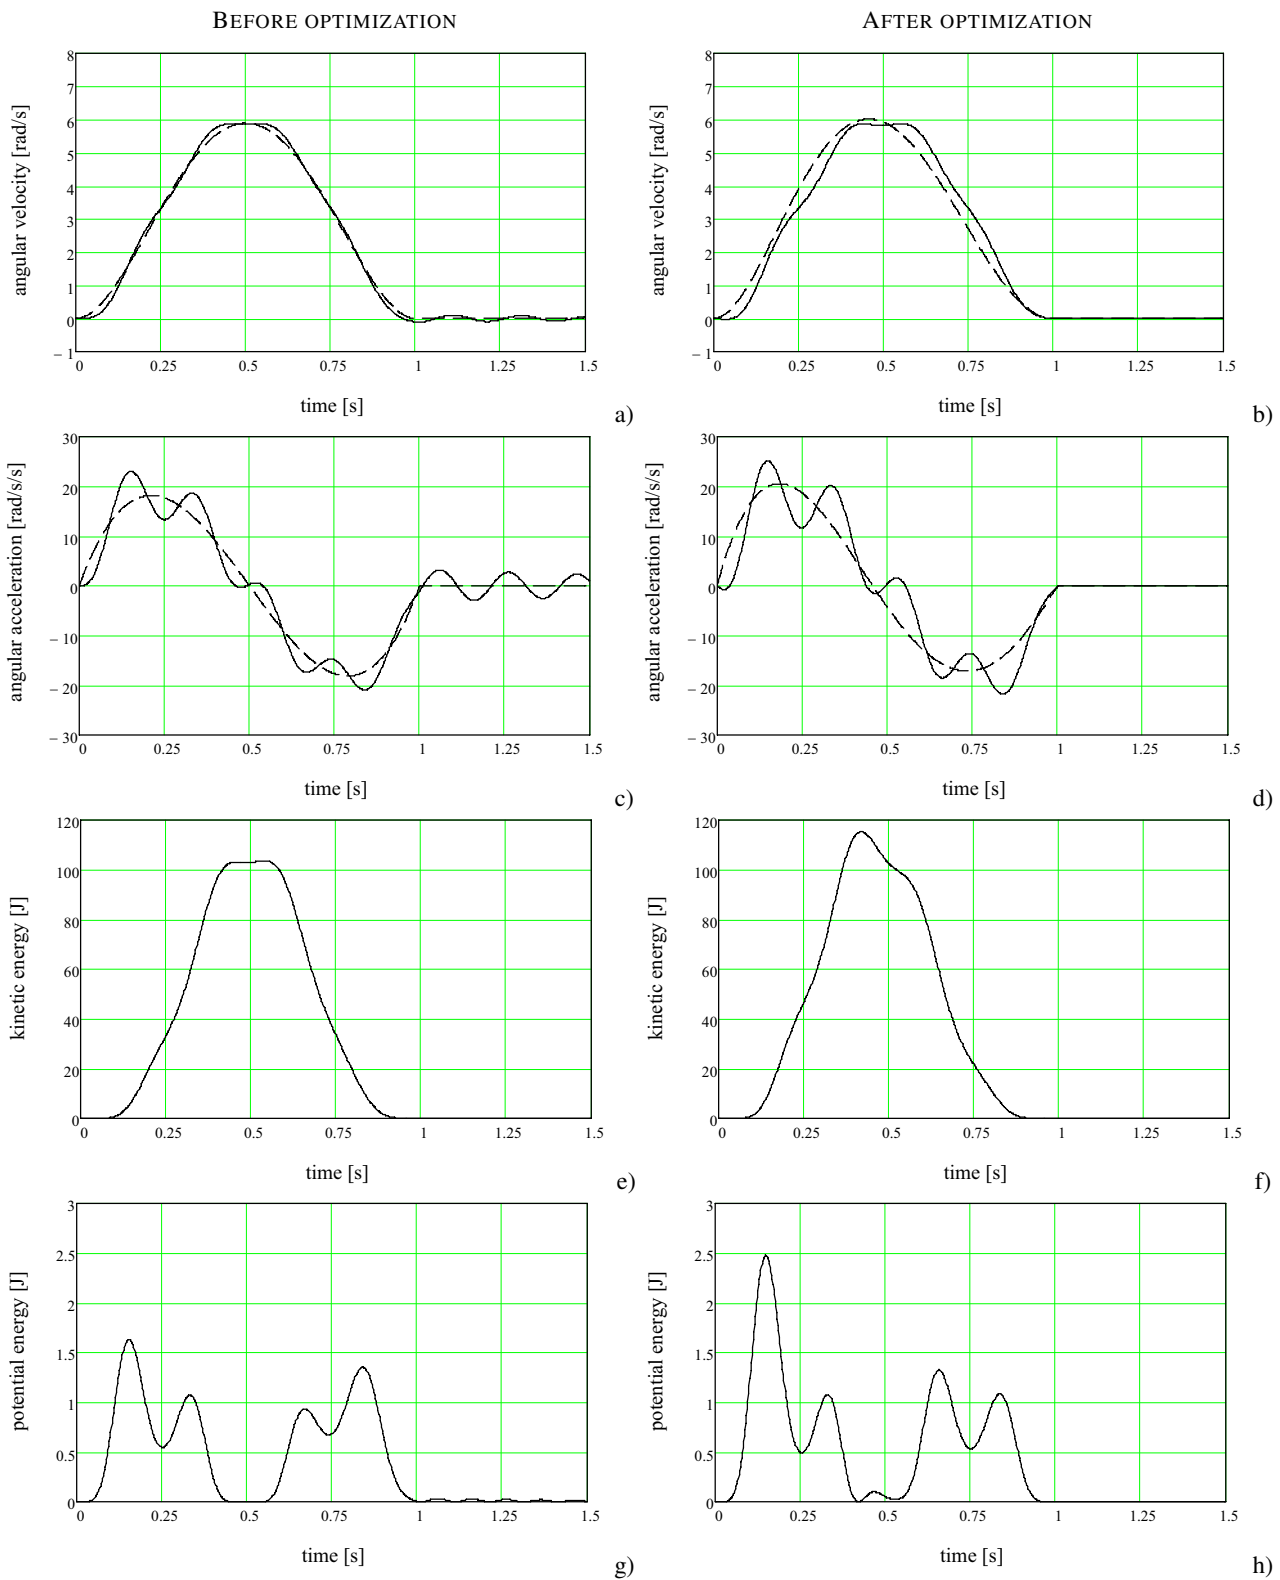 BEFORE OPTIMIZATION
AFTER OPTIMIZATION
angular velocity [rad/s]
8
7
6
5
4
3
2
1
0
– 1
0 0.25 0.5 0.75 1 1.25 1.5
time [s]
a)
angular velocity [rad/s]
8
7
6
5
4
3
2
1
0
– 1
0 0.25 0.5 0.75 1 1.25 1.5
time [s]
b)
angular acceleration [rad/s/s]
30
20
10
0
– 10
– 20
– 30
0 0.25 0.5 0.75 1 1.25 1.5
time [s]
c)
angular acceleration [rad/s/s]
30
20
10
0
– 10
– 20
– 30
0 0.25 0.5 0.75 1 1.25 1.5
time [s]
d)
kinetic energy [J]
120
100
80
60
40
20
0
0 0.25 0.5 0.75 1 1.25 1.5
time [s]
e)
kinetic energy [J]
120
100
80
60
40
20
0
0 0.25 0.5 0.75 1 1.25 1.5
time [s]
f)
potential energy [J]
3
2.5
2
1.5
1
0.5
0
0 0.25 0.5 0.75 1 1.25 1.5
time [s]
g)
potential energy [J]
3
2.5
2
1.5
1
0.5
0
0 0.25 0.5 0.75 1 1.25 1.5
time [s]
h)